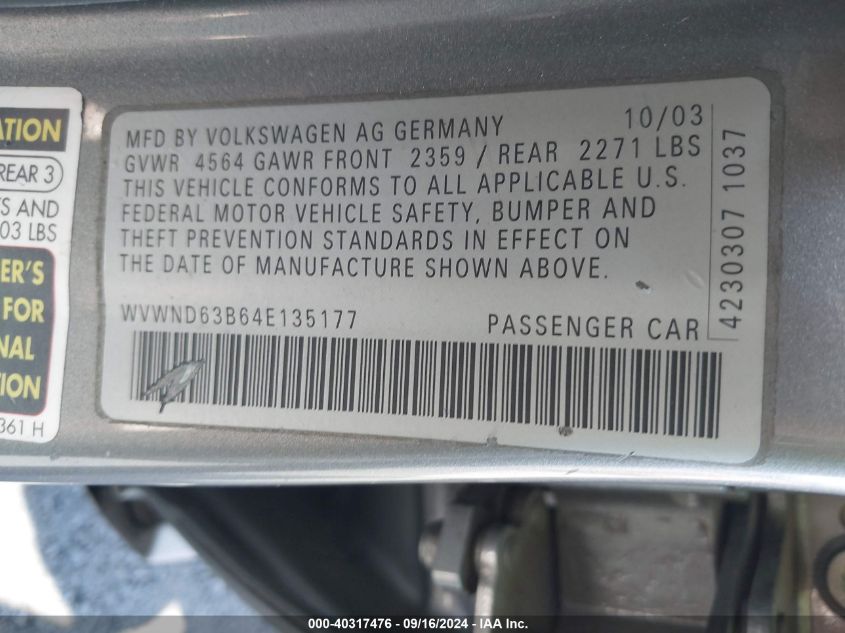 ATION
REAR 3
TS AND
03 LBS
ER'S
FOR
NAL
TION
361 H
MFD BY VOLKSWAGEN AG GERMANY 10/03
GVWR 4564 GAWR FRONT 2359 / REAR 2271 LBS
THIS VEHICLE CONFORMS TO ALL APPLICABLE U.S.
FEDERAL MOTOR VEHICLE SAFETY, BUMPER AND
THEFT PREVENTION STANDARDS IN EFFECT ON
THE DATE OF MANUFACTURE SHOWN ABOVE.
WVWND63B64E135177 PASSENGER CAR
4230307 1037
000-40317476 - 09/16/2024 - IAA Inc.